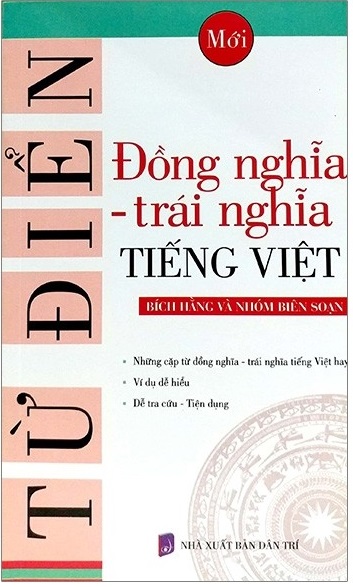 Mới
TỪ ĐIỂN
Đồng nghĩa
- trái nghĩa
TIẾNG VIỆT
BÍCH HẰNG VÀ NHÓM BIÊN SOẠN
• Những cặp từ đồng nghĩa - trái nghĩa tiếng Việt hay
• Ví dụ dễ hiểu
• Dễ tra cứu - Tiện dụng
NHÀ XUẤT BẢN DÂN TRÍ